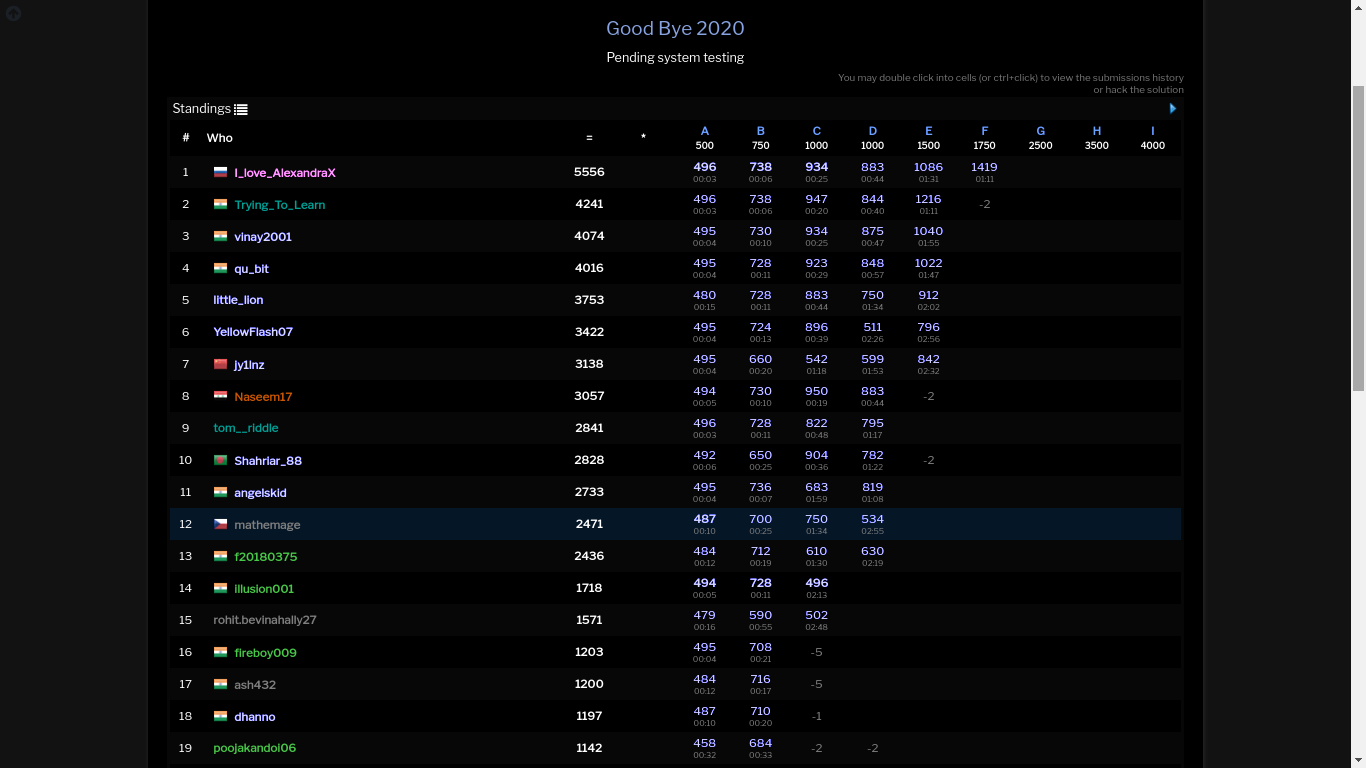 Good Bye 2020
Pending system testing
You may double click into cells (or ctrl+click) to view the submissions history
or hack the solution
Standings
# Who = * A B C D E F G H I
500 750 1000 1000 1500 1750 2500 3500 4000
1 I_love_AlexandraX 5556 496 738 934 883 1086 1419
00:03 00:06 00:25 00:44 01:31 01:11
2 Trying_To_Learn 4241 496 738 947 844 1216 -2
00:03 00:06 00:20 00:40 01:11
3 vinay2001 4074 495 730 934 875 1040
00:04 00:10 00:25 00:47 01:55
4 qu_bit 4016 495 728 923 848 1022
00:04 00:11 00:29 00:57 01:47
5 little_lion 3753 480 728 883 750 912
00:15 00:11 00:44 01:34 02:02
6 YellowFlash07 3422 495 724 896 511 796
00:04 00:13 00:39 02:26 02:56
7 jy1inz 3138 495 660 542 599 842
00:04 00:20 01:18 01:53 02:32
8 Naseem17 3057 494 730 950 883 -2
00:05 00:10 00:19 00:44
9 tom__riddle 2841 496 728 822 795
00:03 00:11 00:48 01:17
10 Shahriar_88 2828 492 650 904 782 -2
00:06 00:25 00:36 01:22
11 angelskid 2733 495 736 683 819
00:04 00:07 01:59 01:08
12 mathemage 2471 487 700 750 534
00:10 00:25 01:34 02:55
13 f20180375 2436 484 712 610 630
00:12 00:19 01:30 02:19
14 illusion001 1718 494 728 496
00:05 00:11 02:13
15 rohit.bevinahally27 1571 479 590 502
00:16 00:55 02:48
16 fireboy009 1203 495 708 -5
00:04 00:21
17 ash432 1200 484 716 -5
00:12 00:17
18 dhanno 1197 487 710 -1
00:10 00:20
19 poojakandoi06 1142 458 684 -2 -2
00:32 00:33